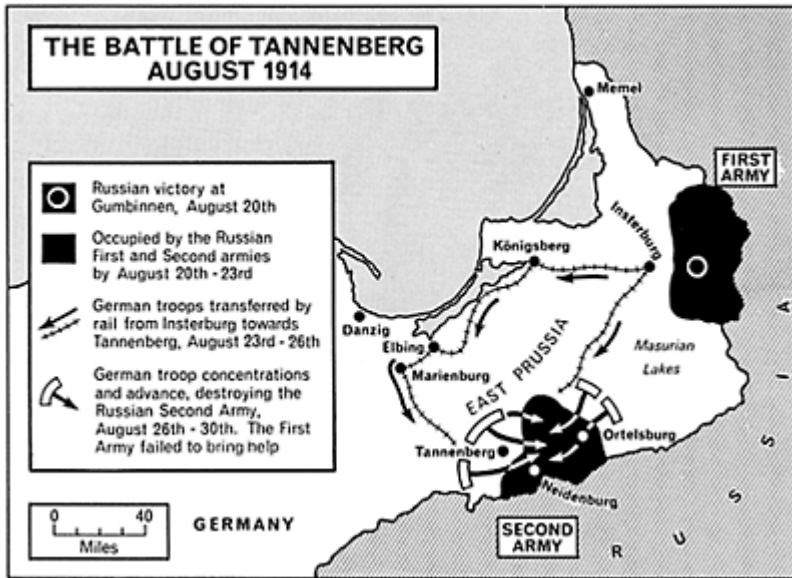 THE BATTLE OF TANNENBERG
AUGUST 1914
Russian victory at
Gumbinnen, August 20th
Occupied by the Russian
First and Second armies
by August 20th - 23rd
German troops transferred by
rail from Insterburg towards
Tannenberg, August 23rd - 26th
German troop concentrations
and advance, destroying the
Russian Second Army,
August 26th - 30th. The First
Army failed to bring help
0 40
Miles
GERMANY
Memel
FIRST
ARMY
Insterburg
Königsberg
Danzig
Elbing
Marienburg
EAST PRUSSIA
Masurian
Lakes
Ortelsburg
Tannenberg
Neidenburg
SECOND
ARMY
RUSSIA